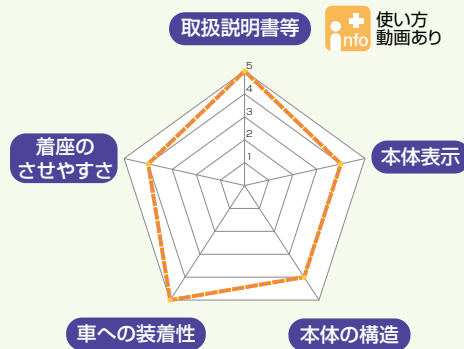 取扱説明書等
info
使い方
動画あり
5
4
3
2
1
着座の
させやすさ
本体表示
車への装着性
本体の構造